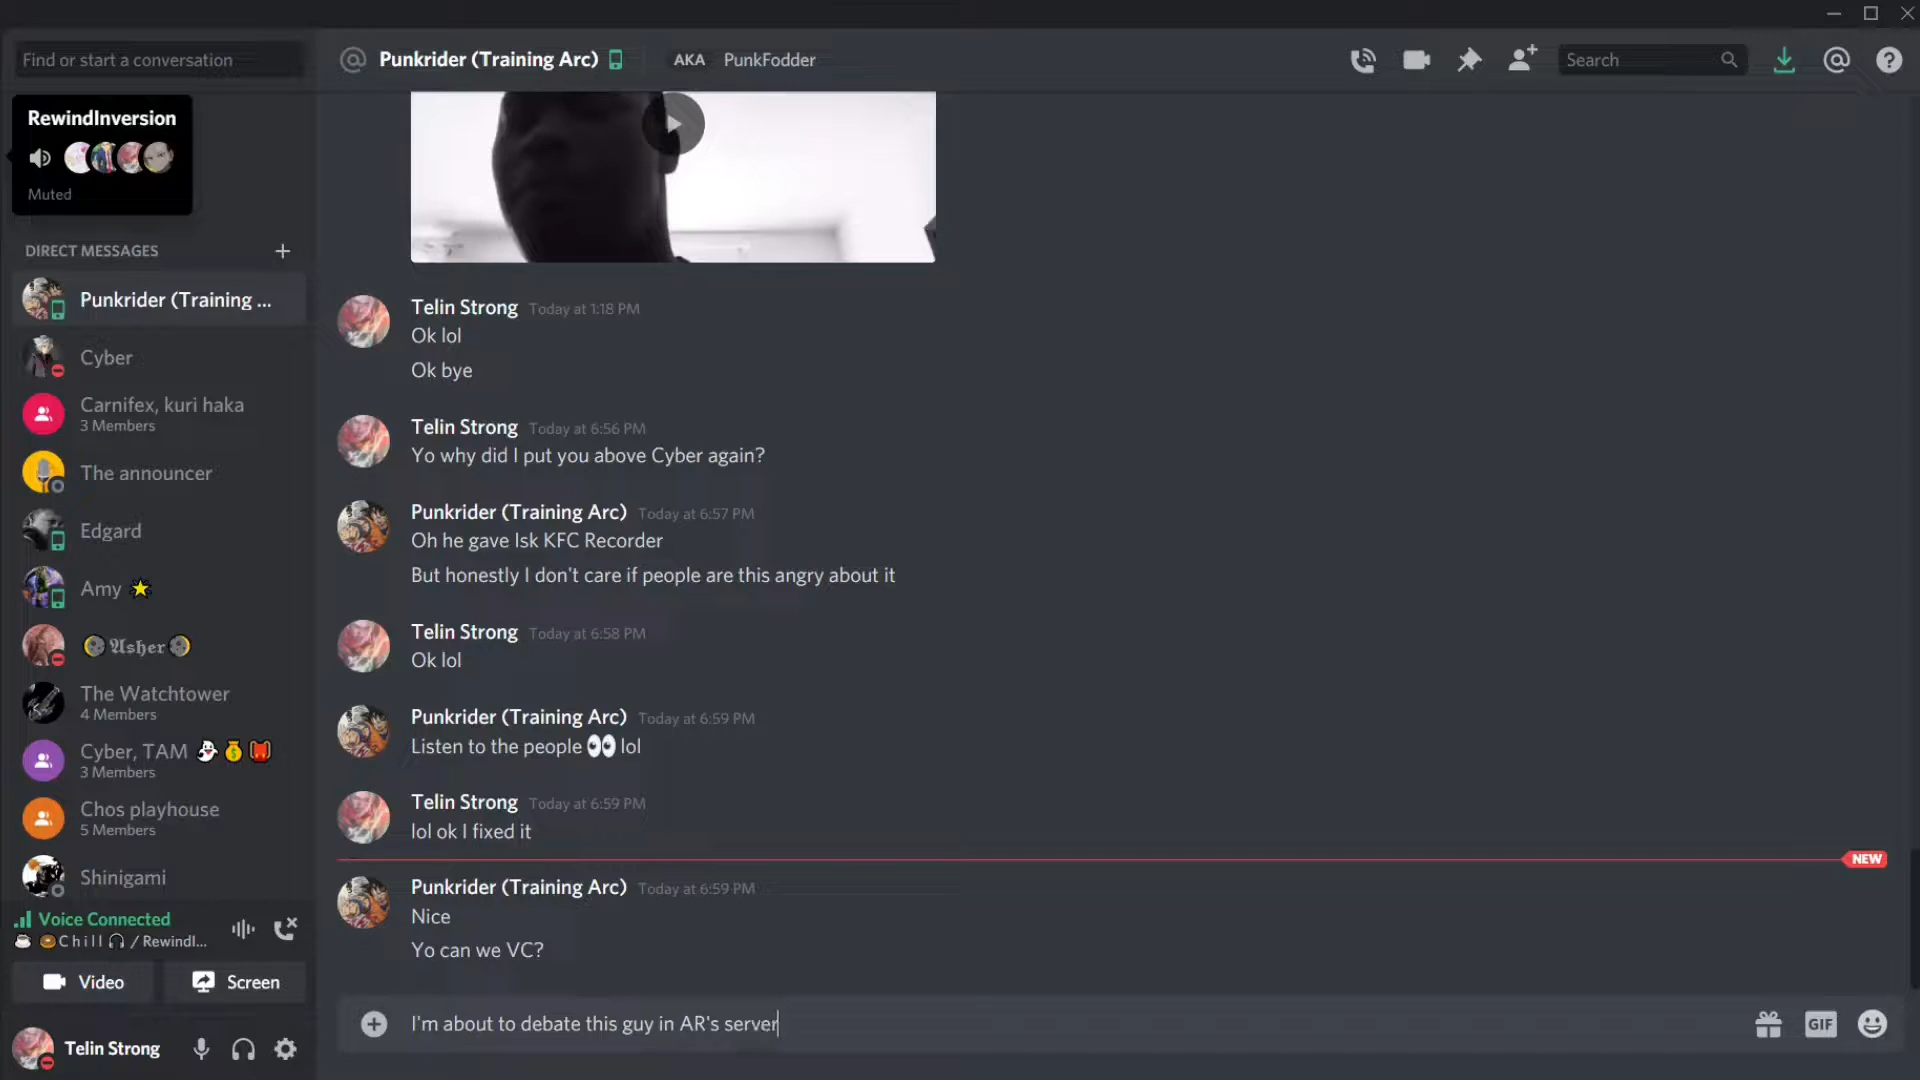 Find or start a conversation
Punkrider (Training Arc)
AKA PunkFodder
Search
RewindInversion
Muted
DIRECT MESSAGES
Punkrider (Training ...
Cyber
Carnifex, kuri haka
3 Members
The announcer
Edgard
Amy ⭐
🌘𝕬𝖘𝖍𝖊𝖗🌒
The Watchtower
4 Members
Cyber, TAM 👻💰👹
3 Members
Chos playhouse
5 Members
Shinigami
Voice Connected
☕ 🍩C h i l l 🎧 / Rewindl...
Video
Screen
Telin Strong
Telin Strong Today at 1:18 PM
Ok lol
Ok bye
Telin Strong Today at 6:56 PM
Yo why did I put you above Cyber again?
Punkrider (Training Arc) Today at 6:57 PM
Oh he gave Isk KFC Recorder
But honestly I don't care if people are this angry about it
Telin Strong Today at 6:58 PM
Ok lol
Punkrider (Training Arc) Today at 6:59 PM
Listen to the people 👀 lol
Telin Strong Today at 6:59 PM
lol ok I fixed it
NEW
Punkrider (Training Arc) Today at 6:59 PM
Nice
Yo can we VC?
I'm about to debate this guy in AR's server
GIF